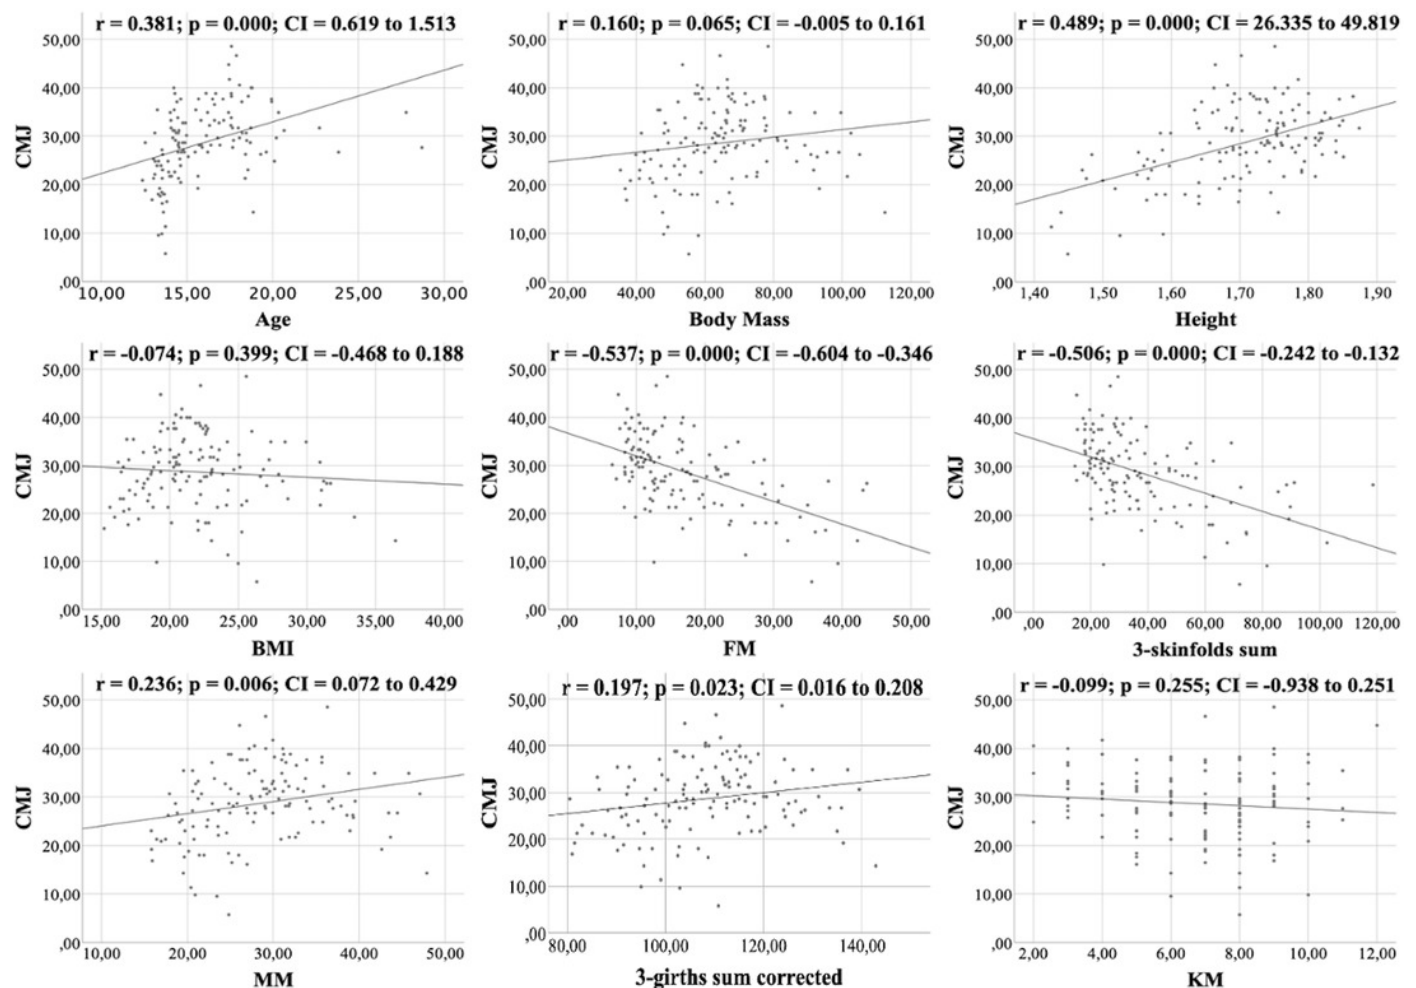 r = 0.381; p = 0.000; CI = 0.619 to 1.513
50,00
40,00
30,00
20,00
10,00
,00
CMJ
10,00 15,00 20,00 25,00 30,00
Age
r = 0.160; p = 0.065; CI = -0.005 to 0.161
50,00
40,00
30,00
20,00
10,00
,00
CMJ
20,00 40,00 60,00 80,00 100,00 120,00
Body Mass
r = 0.489; p = 0.000; CI = 26.335 to 49.819
50,00
40,00
30,00
20,00
10,00
,00
CMJ
1,40 1,50 1,60 1,70 1,80 1,90
Height
r = -0.074; p = 0.399; CI = -0.468 to 0.188
50,00
40,00
30,00
20,00
10,00
,00
CMJ
15,00 20,00 25,00 30,00 35,00 40,00
BMI
r = -0.537; p = 0.000; CI = -0.604 to -0.346
50,00
40,00
30,00
20,00
10,00
,00
CMJ
,00 10,00 20,00 30,00 40,00 50,00
FM
r = -0.506; p = 0.000; CI = -0.242 to -0.132
50,00
40,00
30,00
20,00
10,00
,00
CMJ
,00 20,00 40,00 60,00 80,00 100,00 120,00
3-skinfolds sum
r = 0.236; p = 0.006; CI = 0.072 to 0.429
50,00
40,00
30,00
20,00
10,00
,00
CMJ
10,00 20,00 30,00 40,00 50,00
MM
r = 0.197; p = 0.023; CI = 0.016 to 0.208
50,00
40,00
30,00
20,00
10,00
,00
CMJ
80,00 100,00 120,00 140,00
3-girths sum corrected
r = -0.099; p = 0.255; CI = -0.938 to 0.251
50,00
40,00
30,00
20,00
10,00
,00
CMJ
2,00 4,00 6,00 8,00 10,00 12,00
KM